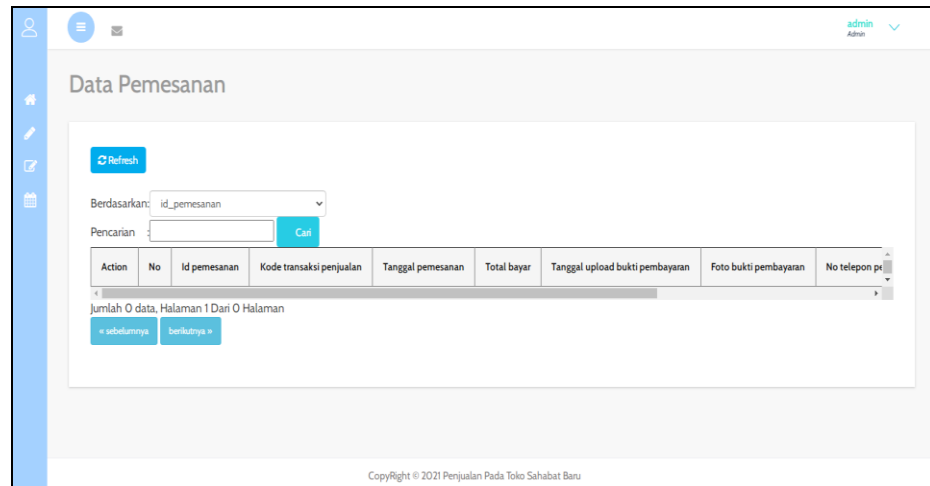 admin
Admin
Data Pemesanan
Refresh
Berdasarkan: id_pemesanan
Pencarian :
Cari
Action No Id pemesanan Kode transaksi penjualan Tanggal pemesanan Total bayar Tanggal upload bukti pembayaran Foto bukti pembayaran No telepon
Jumlah 0 data, Halaman 1 Dari 0 Halaman
« sebelumnya berikutnya »
CopyRight © 2021 Penjualan Pada Toko Sahabat Baru